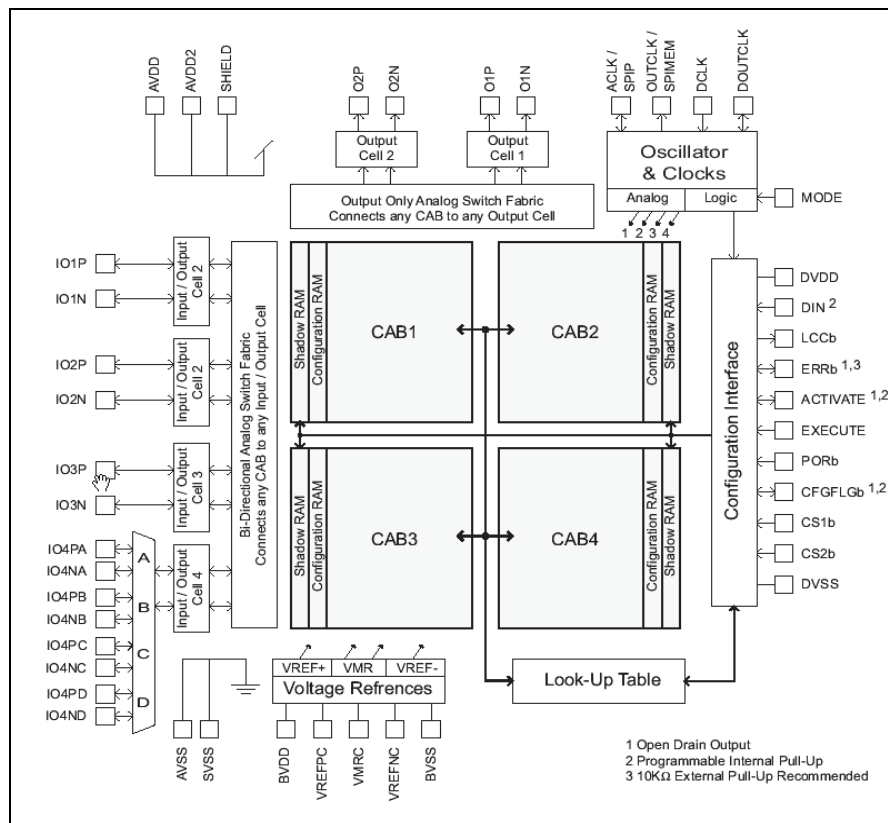 AVDD
AVDD2
SHIELD
O2P
O2N
O1P
O1N
ACLK /
SPIP
OUTCLK /
SPIMEM
DCLK
DOUTCLK
Output
Cell 2
Output
Cell 1
Oscillator
& Clocks
Analog
Logic
MODE
Output Only Analog Switch Fabric
Connects any CAB to any Output Cell
1
2
3
4
IO1P
IO1N
Input / Output
Cell 2
IO2P
IO2N
Input / Output
Cell 2
IO3P
IO3N
Input / Output
Cell 3
IO4PA
IO4NA
IO4PB
IO4NB
IO4PC
IO4NC
IO4PD
IO4ND
A
B
C
D
Input / Output
Cell 4
Bi-Directional Analog Switch Fabric
Connects any CAB to any Input / Output Cell
Shadow RAM
Configuration RAM
CAB1
CAB2
Configuration RAM
Shadow RAM
Shadow RAM
Configuration RAM
CAB3
CAB4
Configuration RAM
Shadow RAM
Configuration Interface
DVDD
DIN 2
LCCb
ERRb 1,3
ACTIVATE 1,2
EXECUTE
PORb
CFGFLGb 1,2
CS1b
CS2b
DVSS
VREF+
VMR
VREF-
Voltage Refrences
Look-Up Table
AVSS
SVSS
BVDD
VREFPC
VMRC
VREFNC
BVSS
1 Open Drain Output
2 Programmable Internal Pull-Up
3 10KΩ External Pull-Up Recommended